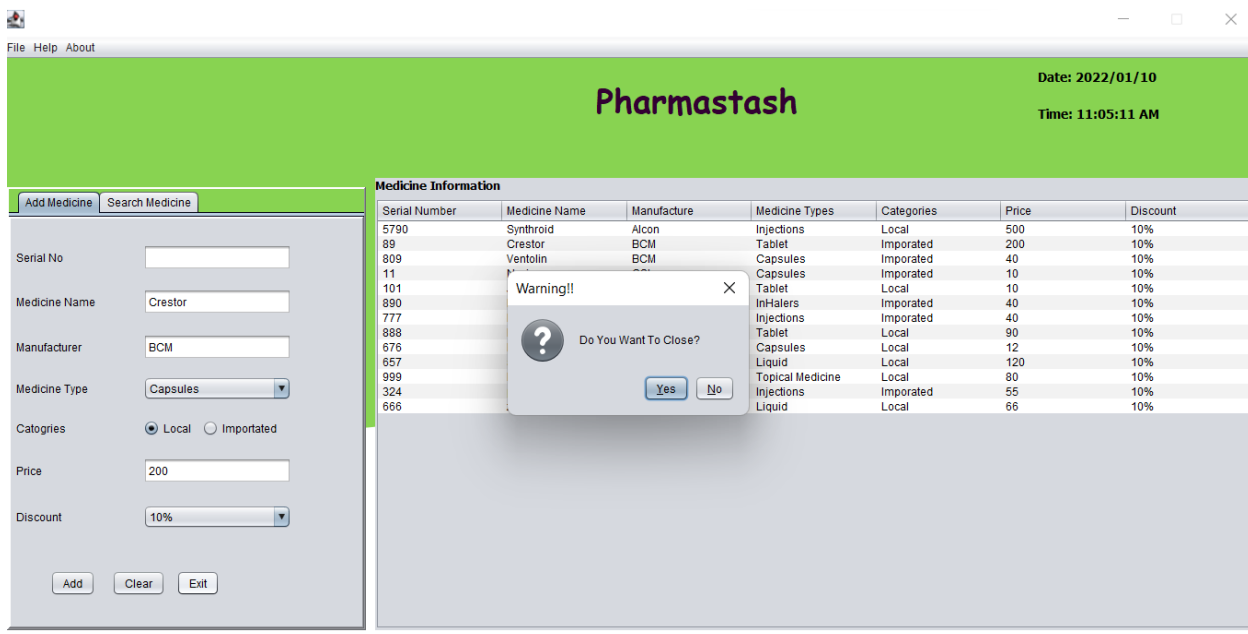 File Help About
Pharmastash
Date: 2022/01/10
Time: 11:05:11 AM
Add Medicine Search Medicine
Serial No
Medicine Name Crestor
Manufacturer BCM
Medicine Type Capsules
Catogries Local Importated
Price 200
Discount 10%
Add Clear Exit
Medicine Information
Serial Number Medicine Name Manufacture Medicine Types Categories Price Discount
5790 Synthroid Alcon Injections Local 500 10%
89 Crestor BCM Tablet Imporated 200 10%
809 Ventolin BCM Capsules Imporated 40 10%
11 Capsules Imporated 10 10%
101 Tablet Local 10 10%
890 InHalers Imporated 40 10%
777 Injections Imporated 40 10%
888 Tablet Local 90 10%
676 Capsules Local 12 10%
657 Liquid Local 120 10%
999 Topical Medicine Local 80 10%
324 Injections Imporated 55 10%
666 Liquid Local 66 10%
Warning!!
Do You Want To Close?
Yes No